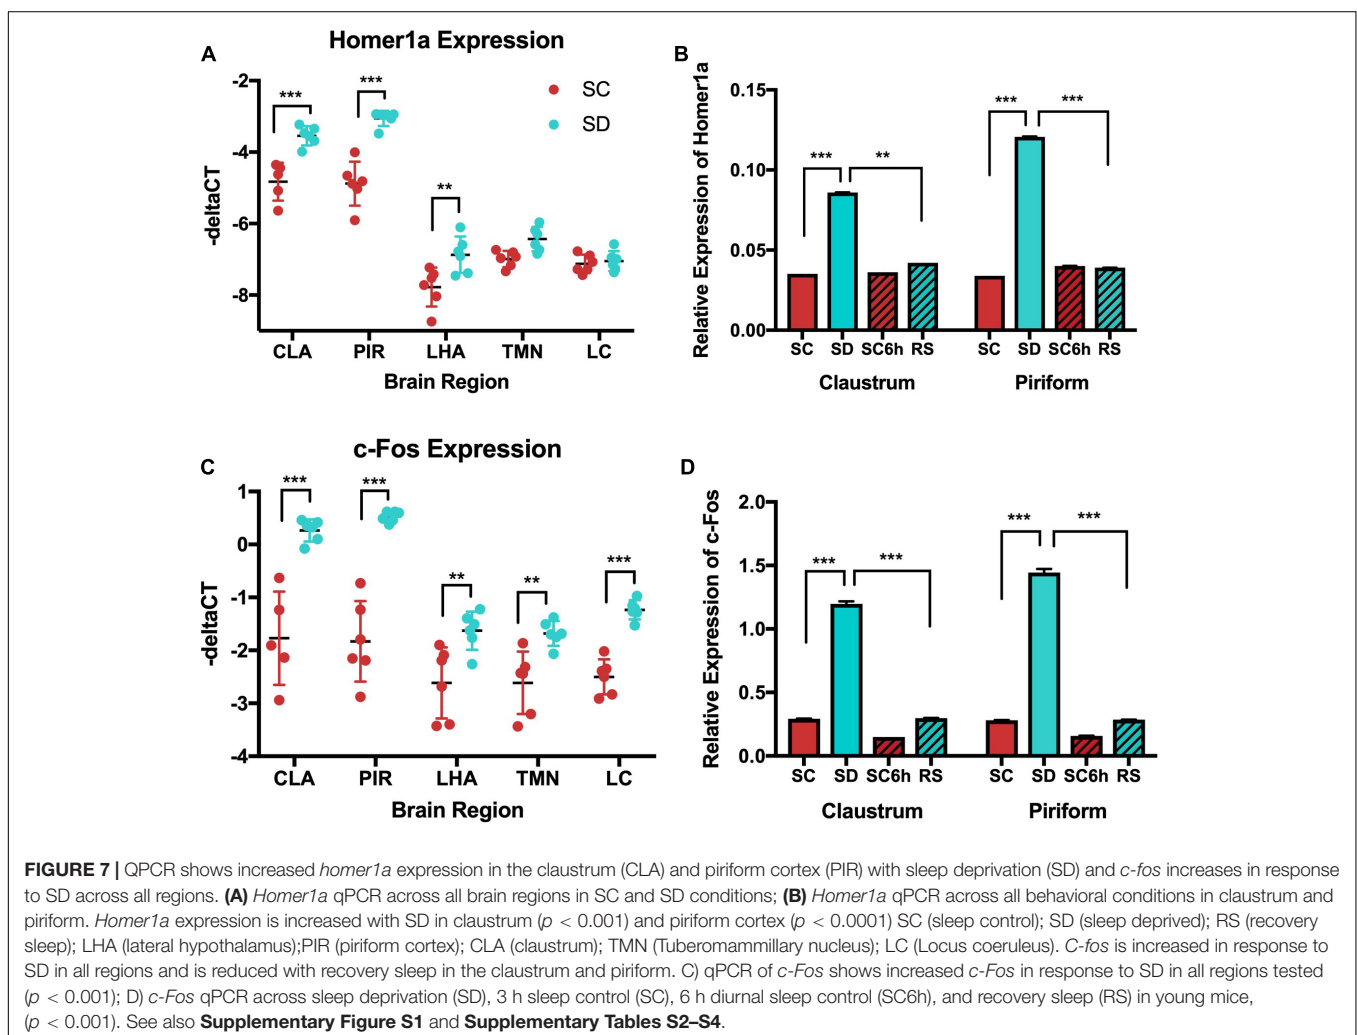 A
Homer1a Expression
-deltaCT
-2
-4
-6
-8
***
***
**
SC
SD
CLA PIR LHA TMN LC
Brain Region
B
Relative Expression of Homer1a
0.15
0.10
0.05
0.00
***
**
***
***
SC SD SC6h RS SC SD SC6h RS
Claustrum Piriform
C
c-Fos Expression
-deltaCT
1
0
-1
-2
-3
-4
***
***
**
**
***
CLA PIR LHA TMN LC
Brain Region
D
Relative Expression of c-Fos
2.0
1.5
1.0
0.5
0.0
***
***
***
***
SC SD SC6h RS SC SD SC6h RS
Claustrum Piriform
FIGURE 7 | QPCR shows increased homer1a expression in the claustrum (CLA) and piriform cortex (PIR) with sleep deprivation (SD) and c-fos increases in response
to SD across all regions. (A) Homer1a qPCR across all brain regions in SC and SD conditions; (B) Homer1a qPCR across all behavioral conditions in claustrum and
piriform. Homer1a expression is increased with SD in claustrum (p < 0.001) and piriform cortex (p < 0.0001) SC (sleep control); SD (sleep deprived); RS (recovery
sleep); LHA (lateral hypothalamus);PIR (piriform cortex); CLA (claustrum); TMN (Tuberomammillary nucleus); LC (Locus coeruleus). C-fos is increased in response to
SD in all regions and is reduced with recovery sleep in the claustrum and piriform. C) qPCR of c-Fos shows increased c-Fos in response to SD in all regions tested
(p < 0.001); D) c-Fos qPCR across sleep deprivation (SD), 3 h sleep control (SC), 6 h diurnal sleep control (SC6h), and recovery sleep (RS) in young mice,
(p < 0.001). See also Supplementary Figure S1 and Supplementary Tables S2–S4.